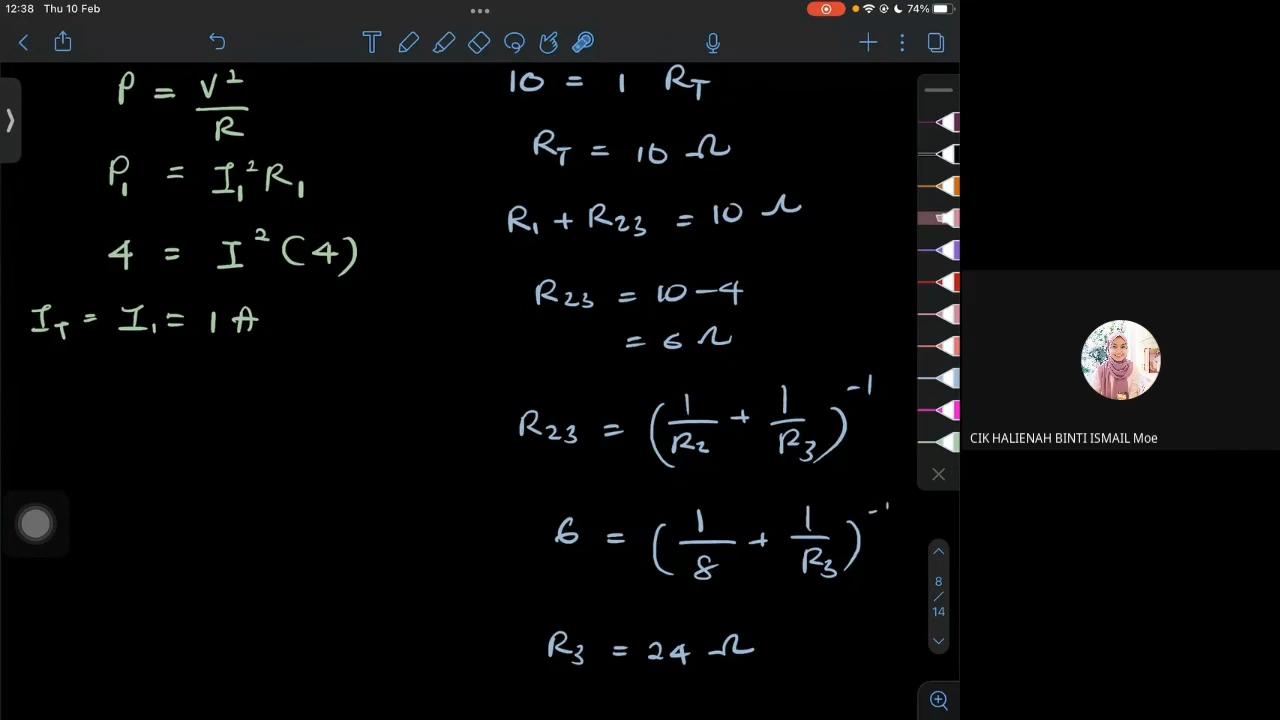 12:38 Thu 10 Feb
74%
P = V²/R
P₁ = I₁²R₁
4 = I² (4)
I_T = I₁ = 1 A
10 = 1 R_T
R_T = 10 Ω
R₁ + R₂₃ = 10 Ω
R₂₃ = 10 − 4
= 6 Ω
R₂₃ = (1/R₂ + 1/R₃)⁻¹
6 = (1/8 + 1/R₃)⁻¹
R₃ = 24 Ω
8
/
14
CIK HALIENAH BINTI ISMAIL Moe